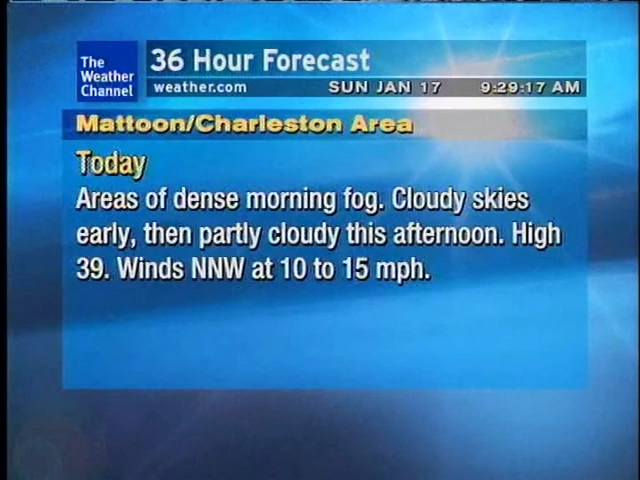 The
Weather
Channel
36 Hour Forecast
weather.com SUN JAN 17 9:29:17 AM
Mattoon/Charleston Area
Today
Areas of dense morning fog. Cloudy skies
early, then partly cloudy this afternoon. High
39. Winds NNW at 10 to 15 mph.